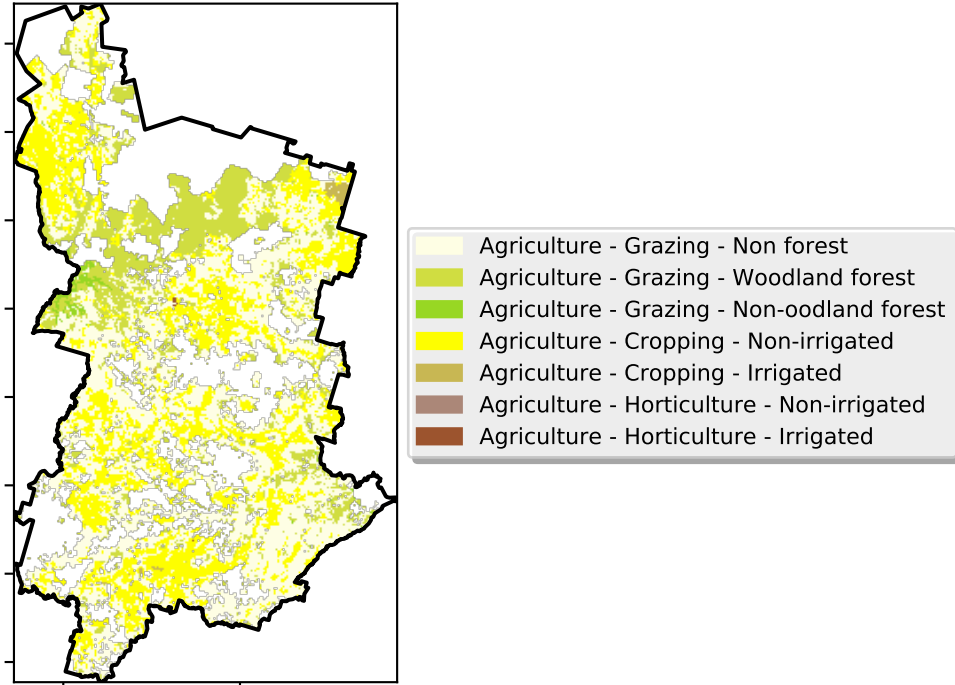 Agriculture - Grazing - Non forest
Agriculture - Grazing - Woodland forest
Agriculture - Grazing - Non-oodland forest
Agriculture - Cropping - Non-irrigated
Agriculture - Cropping - Irrigated
Agriculture - Horticulture - Non-irrigated
Agriculture - Horticulture - Irrigated